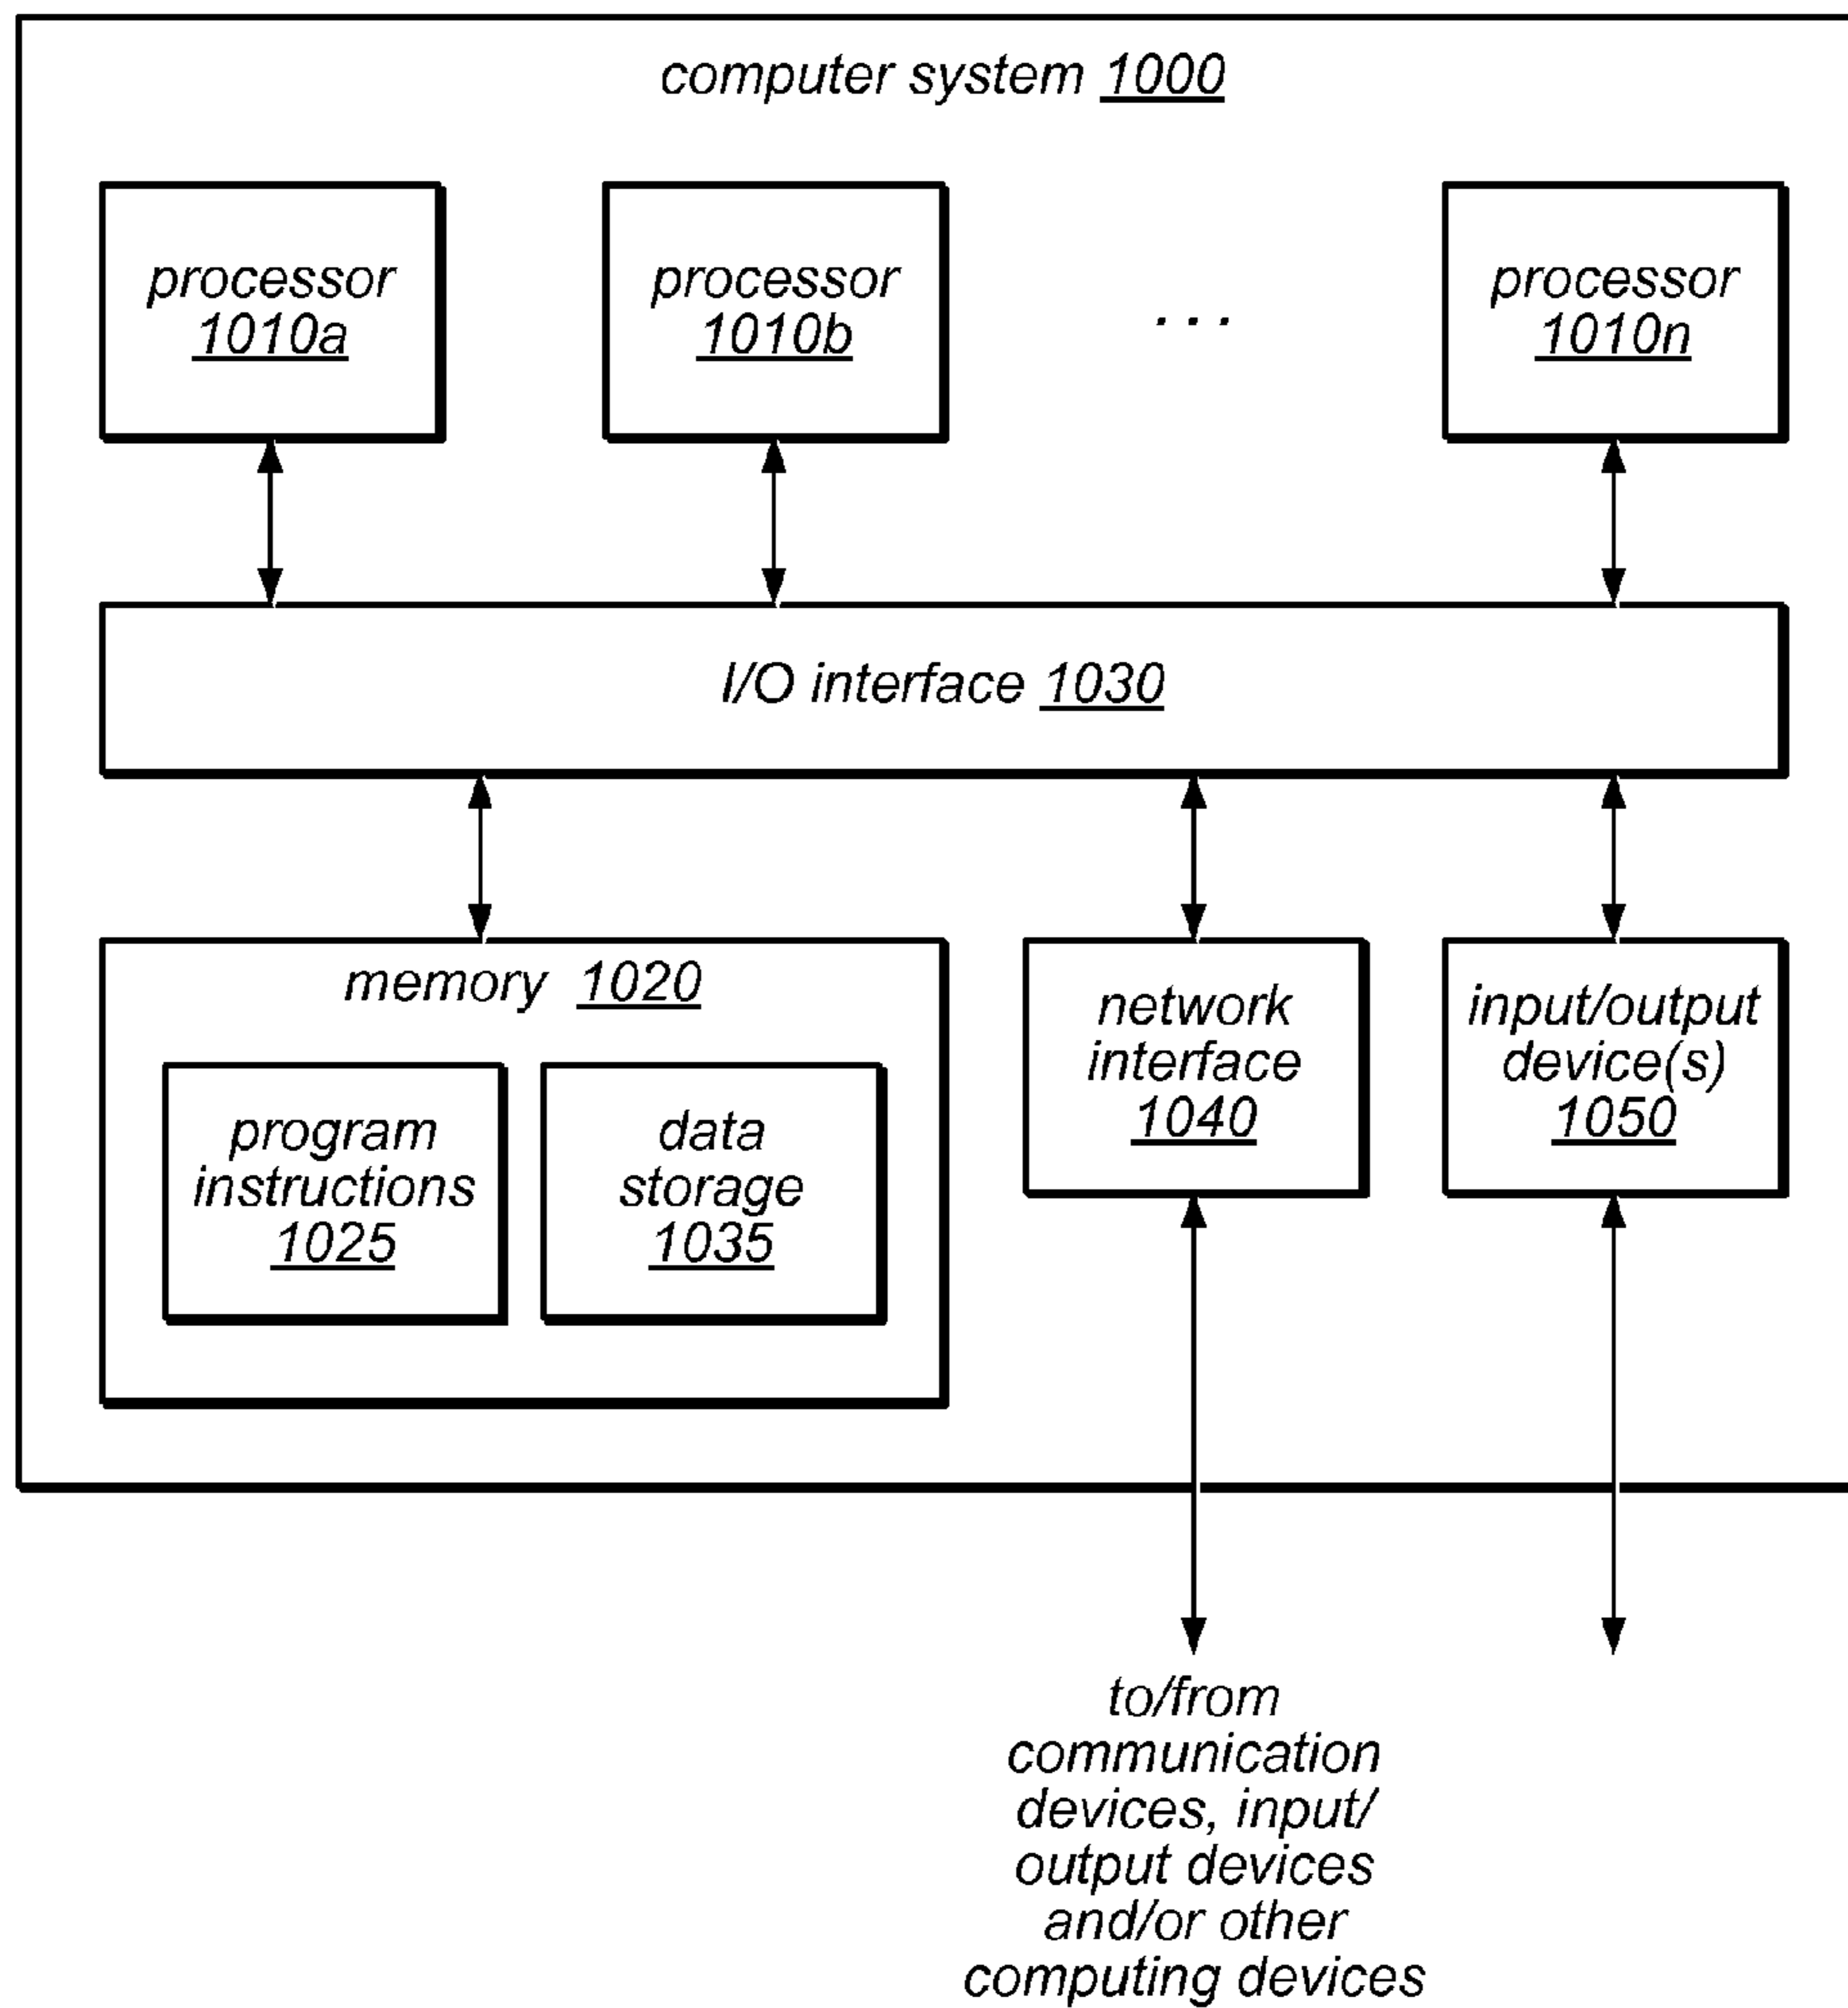 computer system 1000
processor
1010a
processor
1010b
. . .
processor
1010n
I/O interface 1030
memory 1020
program
instructions
1025
data
storage
1035
network
interface
1040
input/output
device(s)
1050
to/from
communication
devices, input/
output devices
and/or other
computing devices